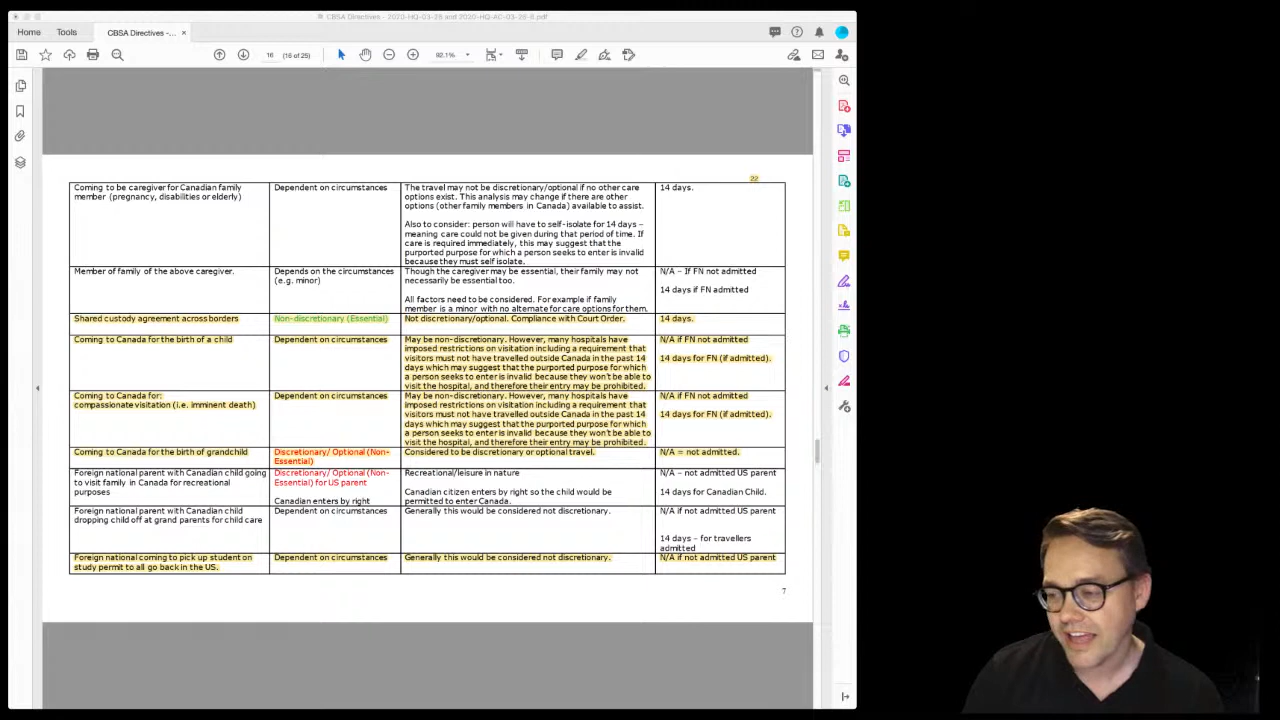 CBSA Directives - 2020-HQ-03-25 and 2020-HQ-AC-03-25-6.pdf
Home
Tools
CBSA Directives -...
×
16
(16 of 25)
92.1%
22
Coming to be caregiver for Canadian family
member (pregnancy, disabilities or elderly)
Dependent on circumstances
The travel may not be discretionary/optional if no other care
options exist. This analysis may change if there are other
options (other family members in Canada) available to assist.
Also to consider: person will have to self-isolate for 14 days –
meaning care could not be given during that period of time. If
care is required immediately, this may suggest that the
purported purpose for which a person seeks to enter is invalid
because they must self isolate.
14 days.
Member of family of the above caregiver.
Depends on the circumstances
(e.g. minor)
Though the caregiver may be essential, their family may not
necessarily be essential too.
All factors need to be considered. For example if family
member is a minor with no alternate for care options for them.
N/A – If FN not admitted
14 days if FN admitted
Shared custody agreement across borders
Non-discretionary (Essential)
Not discretionary/optional. Compliance with Court Order.
14 days.
Coming to Canada for the birth of a child
Dependent on circumstances
May be non-discretionary. However, many hospitals have
imposed restrictions on visitation including a requirement that
visitors must not have travelled outside Canada in the past 14
days which may suggest that the purported purpose for which
a person seeks to enter is invalid because they won't be able to
visit the hospital, and therefore their entry may be prohibited.
N/A if FN not admitted
14 days for FN (if admitted).
Coming to Canada for:
compassionate visitation (i.e. imminent death)
Dependent on circumstances
May be non-discretionary. However, many hospitals have
imposed restrictions on visitation including a requirement that
visitors must not have travelled outside Canada in the past 14
days which may suggest that the purported purpose for which
a person seeks to enter is invalid because they won't be able to
visit the hospital, and therefore their entry may be prohibited.
N/A if FN not admitted
14 days for FN (if admitted).
Coming to Canada for the birth of grandchild
Discretionary/ Optional (Non-
Essential)
Considered to be discretionary or optional travel.
N/A = not admitted.
Foreign national parent with Canadian child going
to visit family in Canada for recreational
purposes
Discretionary/ Optional (Non-
Essential) for US parent
Canadian enters by right
Recreational/leisure in nature
Canadian citizen enters by right so the child would be
permitted to enter Canada.
N/A – not admitted US parent
14 days for Canadian Child.
Foreign national parent with Canadian child
dropping child off at grand parents for child care
Dependent on circumstances
Generally this would be considered not discretionary.
N/A if not admitted US parent
14 days – for travellers
admitted
Foreign national coming to pick up student on
study permit to all go back in the US.
Dependent on circumstances
Generally this would be considered not discretionary.
N/A if not admitted US parent
7